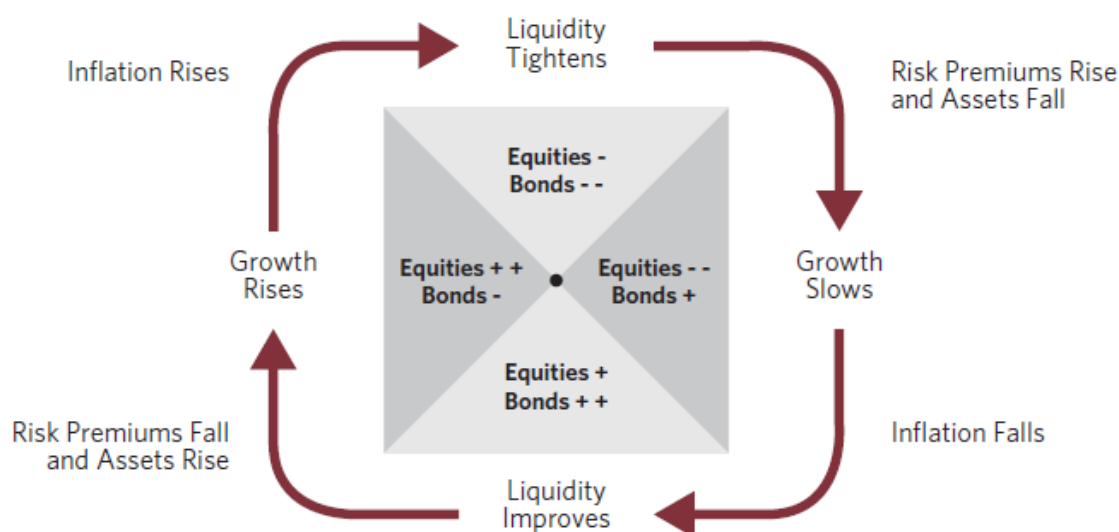 Liquidity
Tightens
Inflation Rises
Risk Premiums Rise
and Assets Fall
Equities -
Bonds - -
Growth
Rises
Equities + +
Bonds -
Equities - -
Bonds +
Growth
Slows
Equities +
Bonds + +
Risk Premiums Fall
and Assets Rise
Inflation Falls
Liquidity
Improves